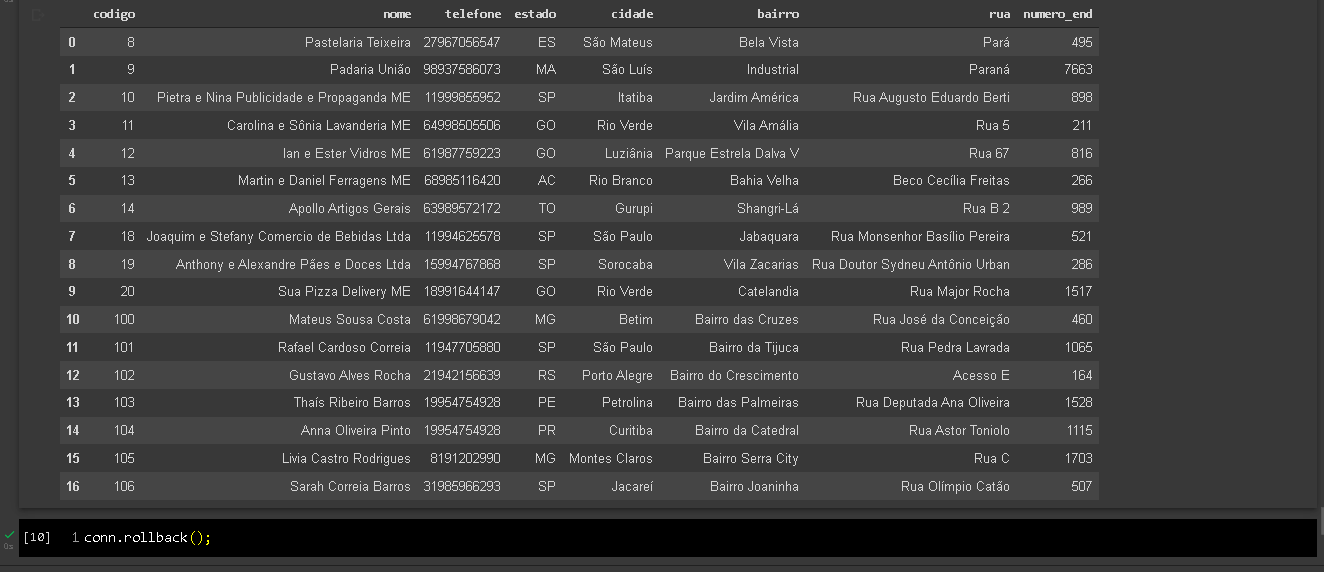 codigo nome telefone estado cidade bairro rua numero_end
0 8 Pastelaria Teixeira 27967056547 ES São Mateus Bela Vista Pará 495
1 9 Padaria União 98937586073 MA São Luís Industrial Paraná 7663
2 10 Pietra e Nina Publicidade e Propaganda ME 11999855952 SP Itatiba Jardim América Rua Augusto Eduardo Berti 898
3 11 Carolina e Sônia Lavanderia ME 64998505506 GO Rio Verde Vila Amália Rua 5 211
4 12 Ian e Ester Vidros ME 61987759223 GO Luziânia Parque Estrela Dalva V Rua 67 816
5 13 Martin e Daniel Ferragens ME 68985116420 AC Rio Branco Bahia Velha Beco Cecília Freitas 266
6 14 Apollo Artigos Gerais 63989572172 TO Gurupi Shangri-Lá Rua B 2 989
7 18 Joaquim e Stefany Comercio de Bebidas Ltda 11994625578 SP São Paulo Jabaquara Rua Monsenhor Basílio Pereira 521
8 19 Anthony e Alexandre Pães e Doces Ltda 15994767868 SP Sorocaba Vila Zacarias Rua Doutor Sydneu Antônio Urban 286
9 20 Sua Pizza Delivery ME 18991644147 GO Rio Verde Catelandia Rua Major Rocha 1517
10 100 Mateus Sousa Costa 61998679042 MG Betim Bairro das Cruzes Rua José da Conceição 460
11 101 Rafael Cardoso Correia 11947705880 SP São Paulo Bairro da Tijuca Rua Pedra Lavrada 1065
12 102 Gustavo Alves Rocha 21942156639 RS Porto Alegre Bairro do Crescimento Acesso E 164
13 103 Thaís Ribeiro Barros 19954754928 PE Petrolina Bairro das Palmeiras Rua Deputada Ana Oliveira 1528
14 104 Anna Oliveira Pinto 19954754928 PR Curitiba Bairro da Catedral Rua Astor Toniolo 1115
15 105 Livia Castro Rodrigues 8191202990 MG Montes Claros Bairro Serra City Rua C 1703
16 106 Sarah Correia Barros 31985966293 SP Jacareí Bairro Joaninha Rua Olímpio Catão 507
[10] 1 conn.rollback();
0s